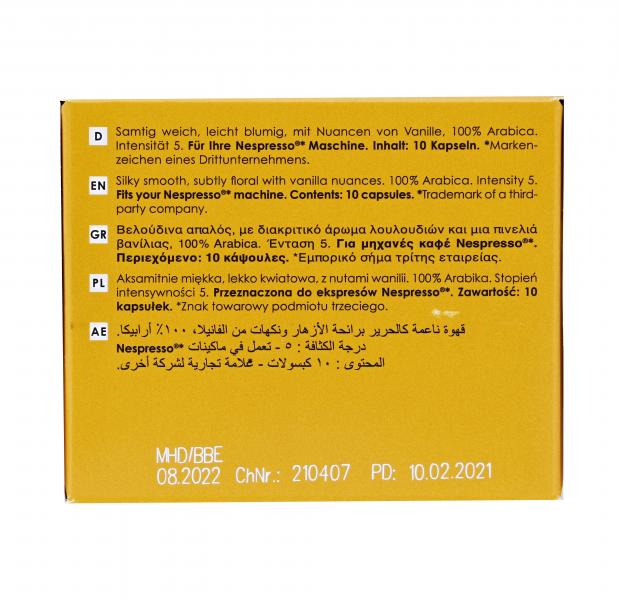 D Samtig weich, leicht blumig, mit Nuancen von Vanille, 100% Arabica.
Intensität 5. Für Ihre Nespresso®* Maschine. Inhalt: 10 Kapseln. *Marken-
zeichen eines Drittunternehmens.
EN Silky smooth, subtly floral with vanilla nuances. 100% Arabica. Intensity 5.
Fits your Nespresso®* machine. Contents: 10 capsules. *Trademark of a third-
party company.
GR Βελούδινα απαλός, με διακριτικό άρωμα λουλουδιών και μια πινελιά
βανίλιας, 100% Arabica. Ένταση 5. Για μηχανές καφέ Nespresso®*.
Περιεχόμενο: 10 κάψουλες. *Εμπορικό σήμα τρίτης εταιρείας.
PL Aksamitnie miękka, lekko kwiatowa, z nutami wanilii. 100% Arabika. Stopień
intensywności 5. Przeznaczona do ekspresów Nespresso®*. Zawartość: 10
kapsułek. *Znak towarowy podmiotu trzeciego.
AE قهوة ناعمة كالحرير برائحة الأزهار ونكهات من الفانيلا، ١٠٠٪ أرابيكا.
درجة الكثافة : ٥ - تعمل في ماكينات Nespresso®*
المحتوى : ١٠ كبسولات - علامة تجارية لشركة أخرى.
MHD/BBE
08.2022 ChNr.: 210407 PD: 10.02.2021